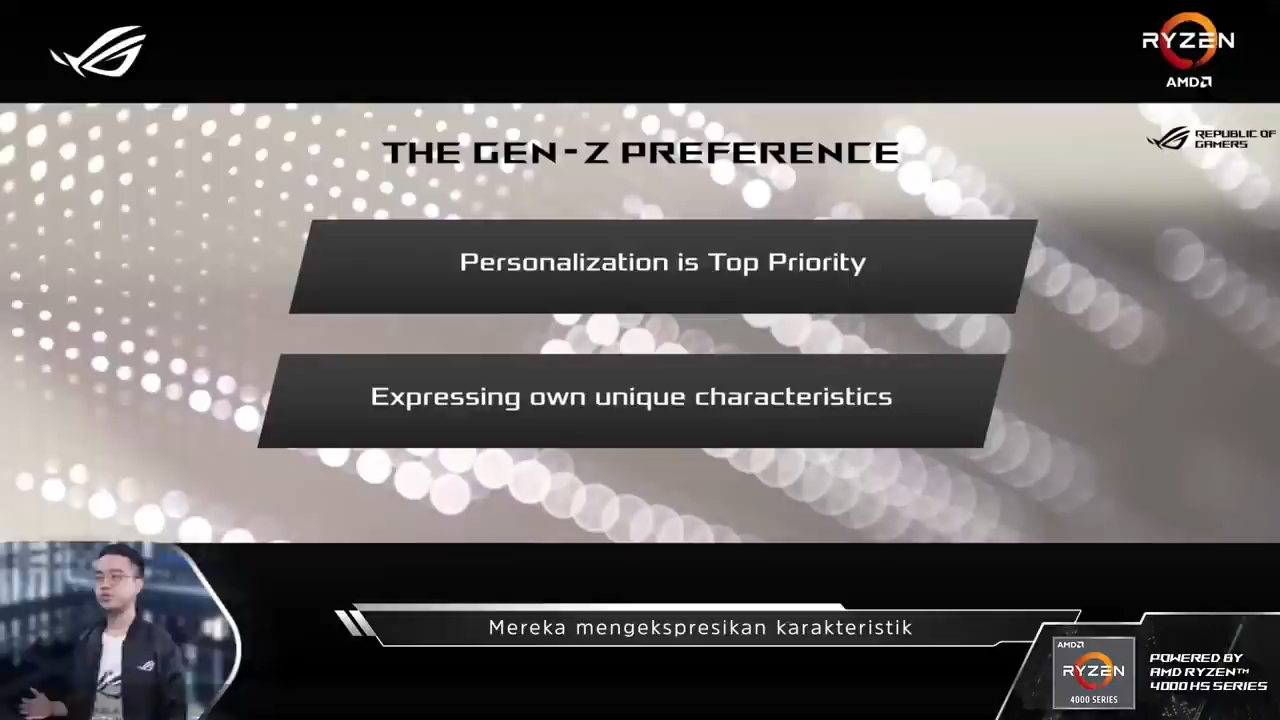 RYZEN
AMD
THE GEN-Z PREFERENCE
REPUBLIC OF
GAMERS
Personalization is Top Priority
Expressing own unique characteristics
Mereka mengekspresikan karakteristik
AMD
RYZEN
4000 SERIES
POWERED BY
AMD RYZEN™
4000 HS SERIES